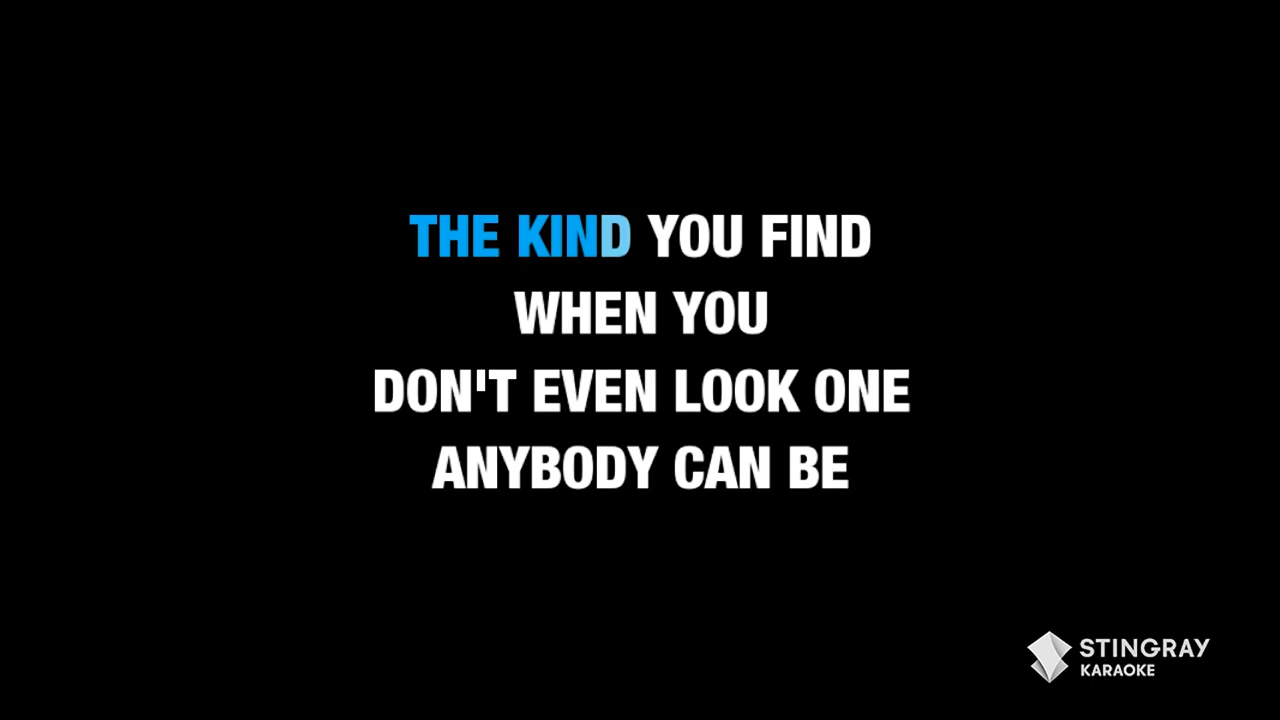 THE KIND YOU FIND
WHEN YOU
DON'T EVEN LOOK ONE
ANYBODY CAN BE
STINGRAY
KARAOKE